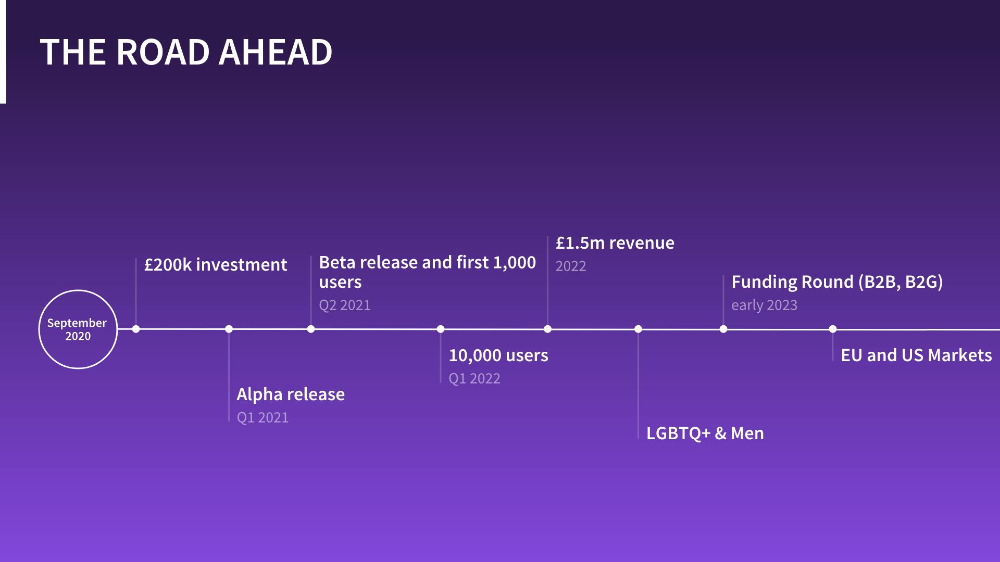 THE ROAD AHEAD
September
2020
£200k investment
Alpha release
Q1 2021
Beta release and first 1,000
users
Q2 2021
10,000 users
Q1 2022
£1.5m revenue
2022
LGBTQ+ & Men
Funding Round (B2B, B2G)
early 2023
EU and US Markets